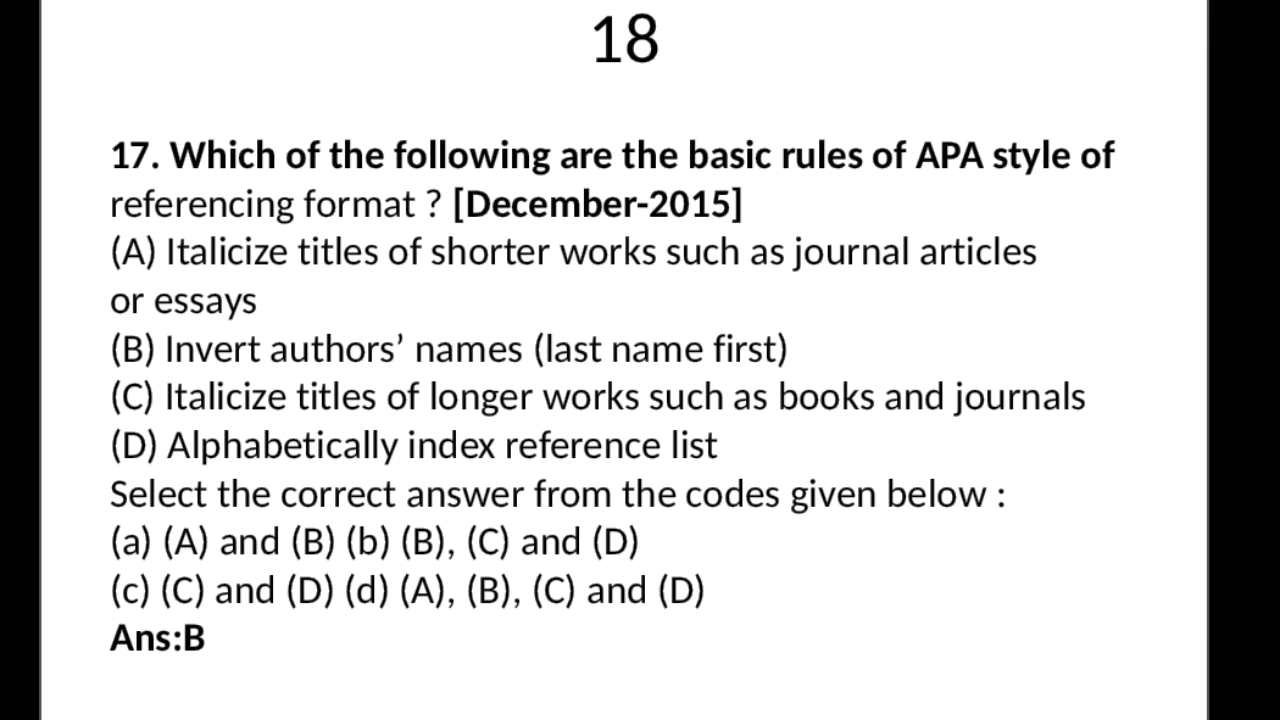 18
17. Which of the following are the basic rules of APA style of
referencing format ? [December-2015]
(A) Italicize titles of shorter works such as journal articles
or essays
(B) Invert authors’ names (last name first)
(C) Italicize titles of longer works such as books and journals
(D) Alphabetically index reference list
Select the correct answer from the codes given below :
(a) (A) and (B) (b) (B), (C) and (D)
(c) (C) and (D) (d) (A), (B), (C) and (D)
Ans:B